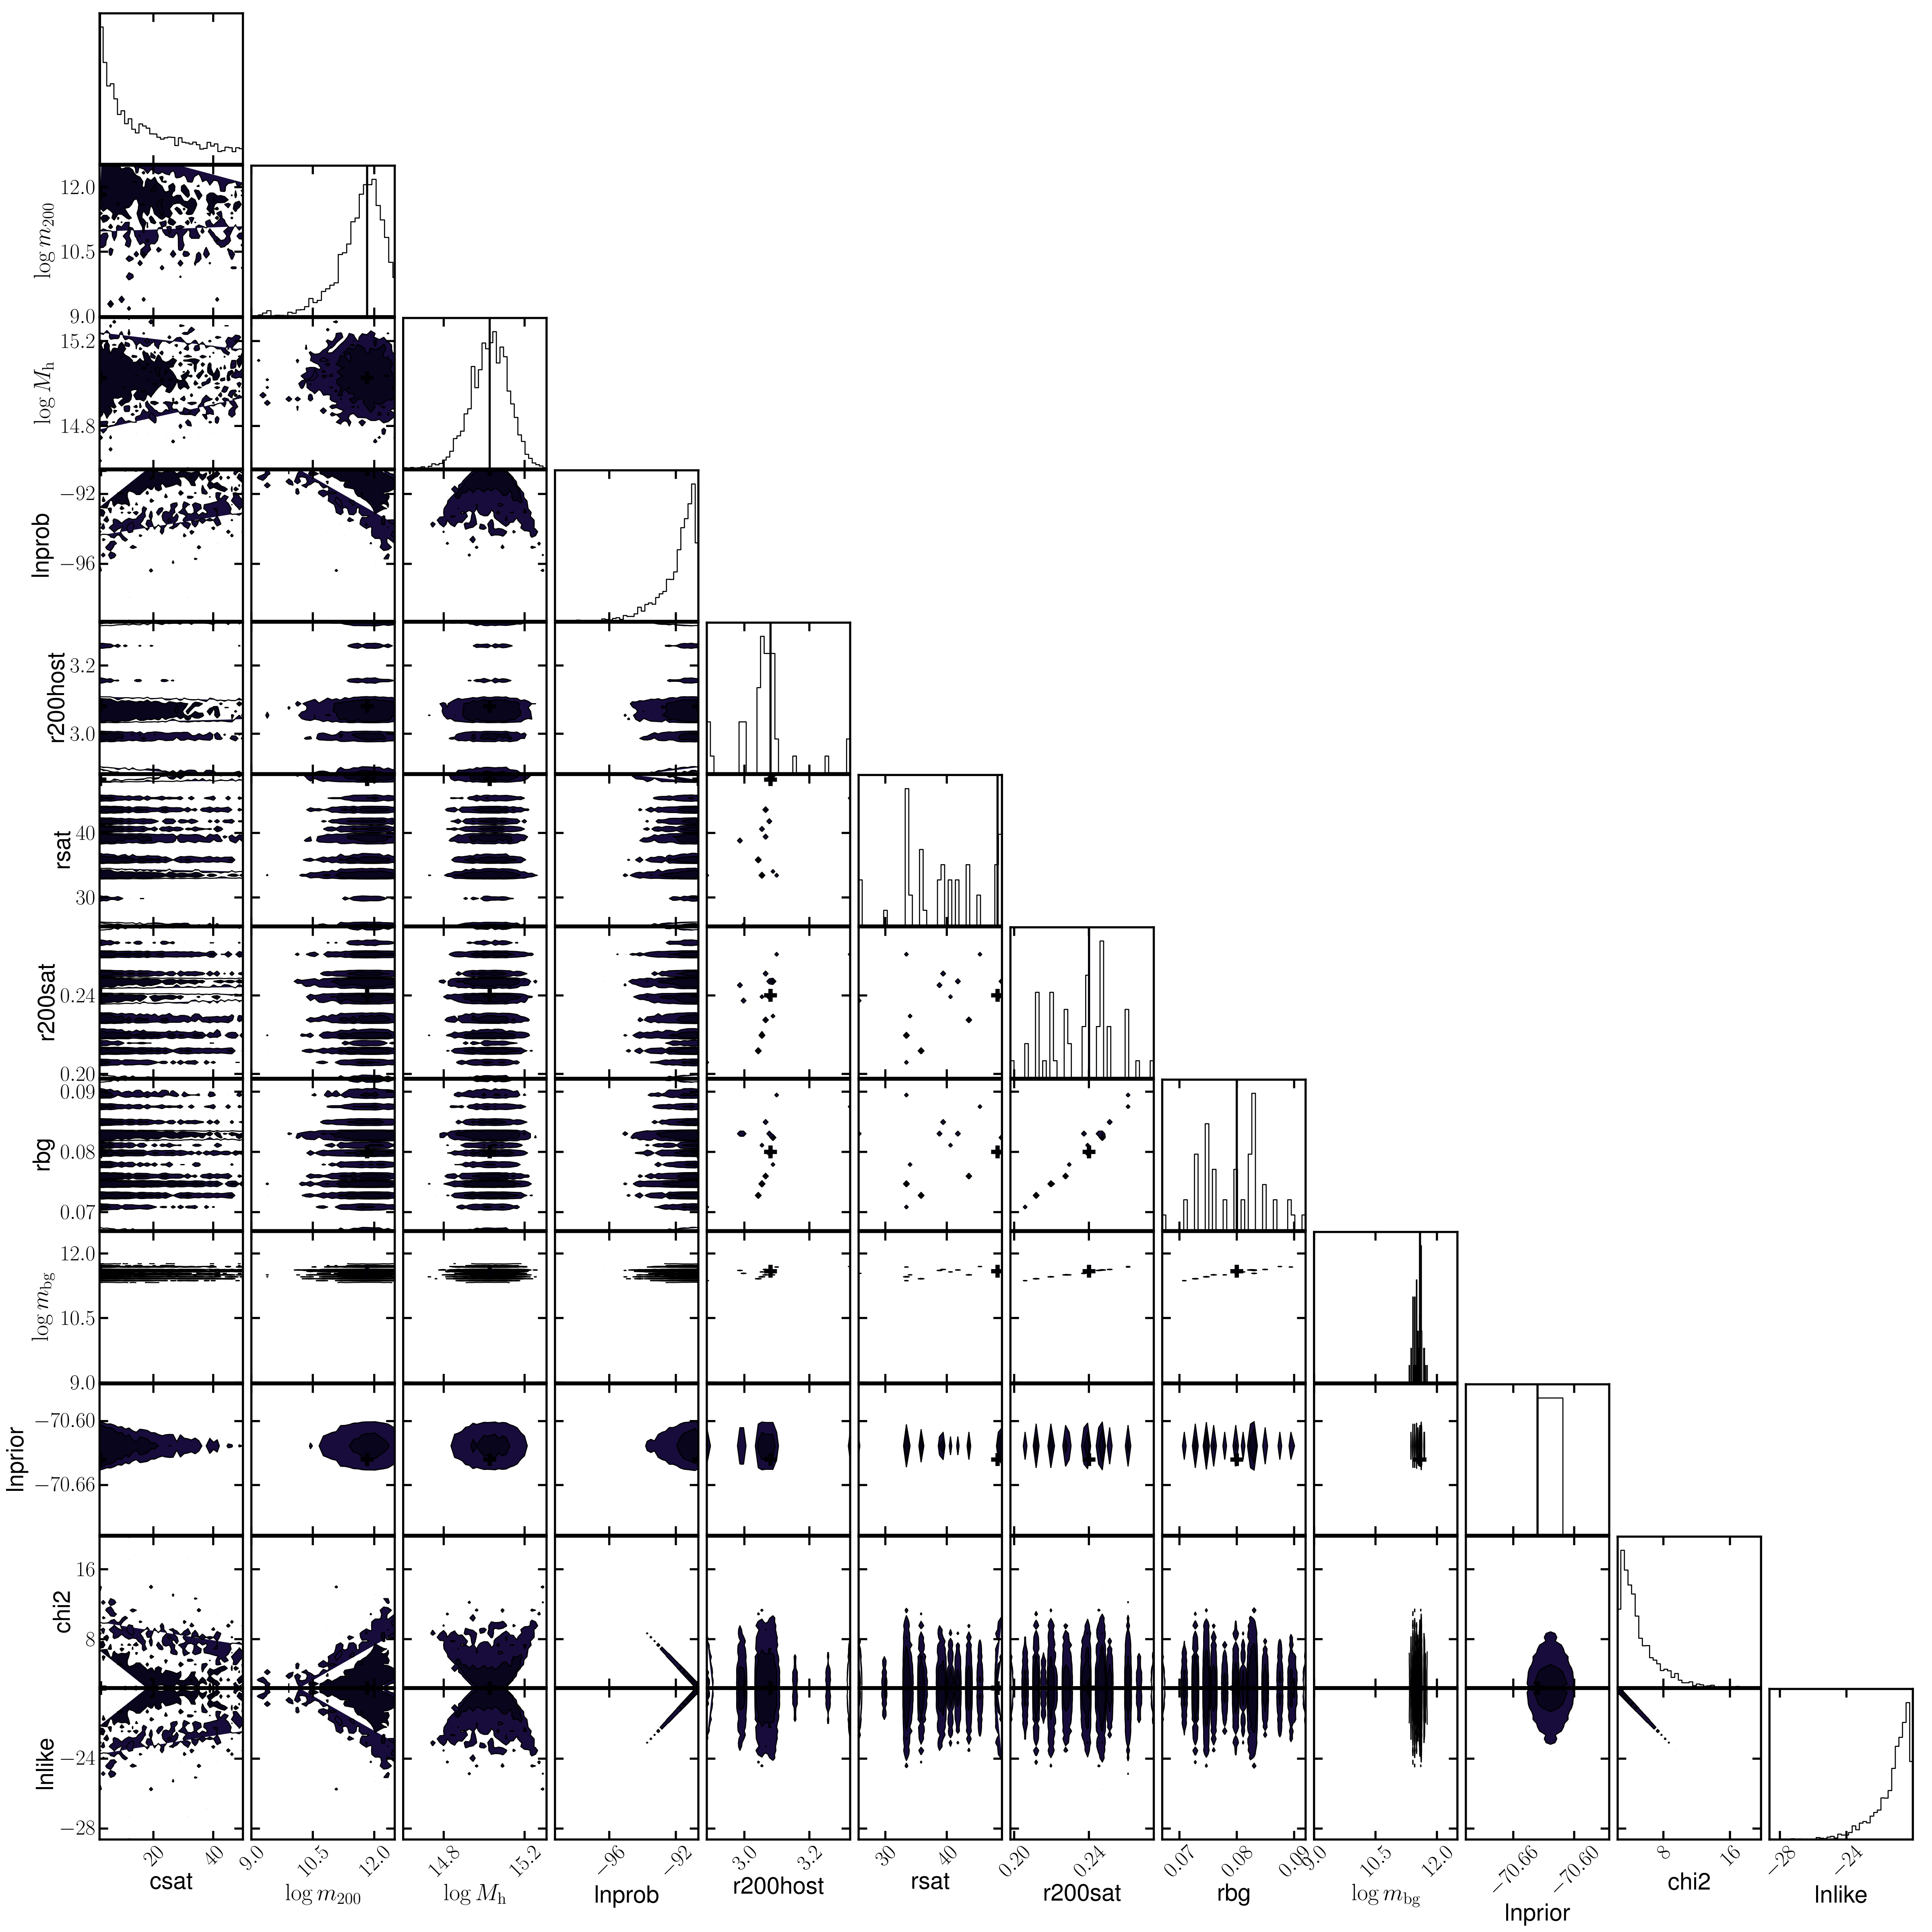 12.0
log m200
10.5
9.0
15.2
log Mh
14.8
−92
lnprob
−96
r200host
3.2
3.0
rsat
40
30
r200sat
0.24
0.20
0.09
rbg
0.08
0.07
12.0
log mbg
10.5
9.0
lnprior
−70.60
−70.66
chi2
16
8
lnlike
−24
−28
20 40 9.0 10.5 12.0 14.8 15.2 −96 −92 3.0 3.2 30 40 0.20 0.24 0.07 0.08 0.09 9.0 10.5 12.0 −70.66 −70.60 8 16 −28 −24
csat log m200 log Mh lnprob r200host rsat r200sat rbg log mbg lnprior chi2 lnlike